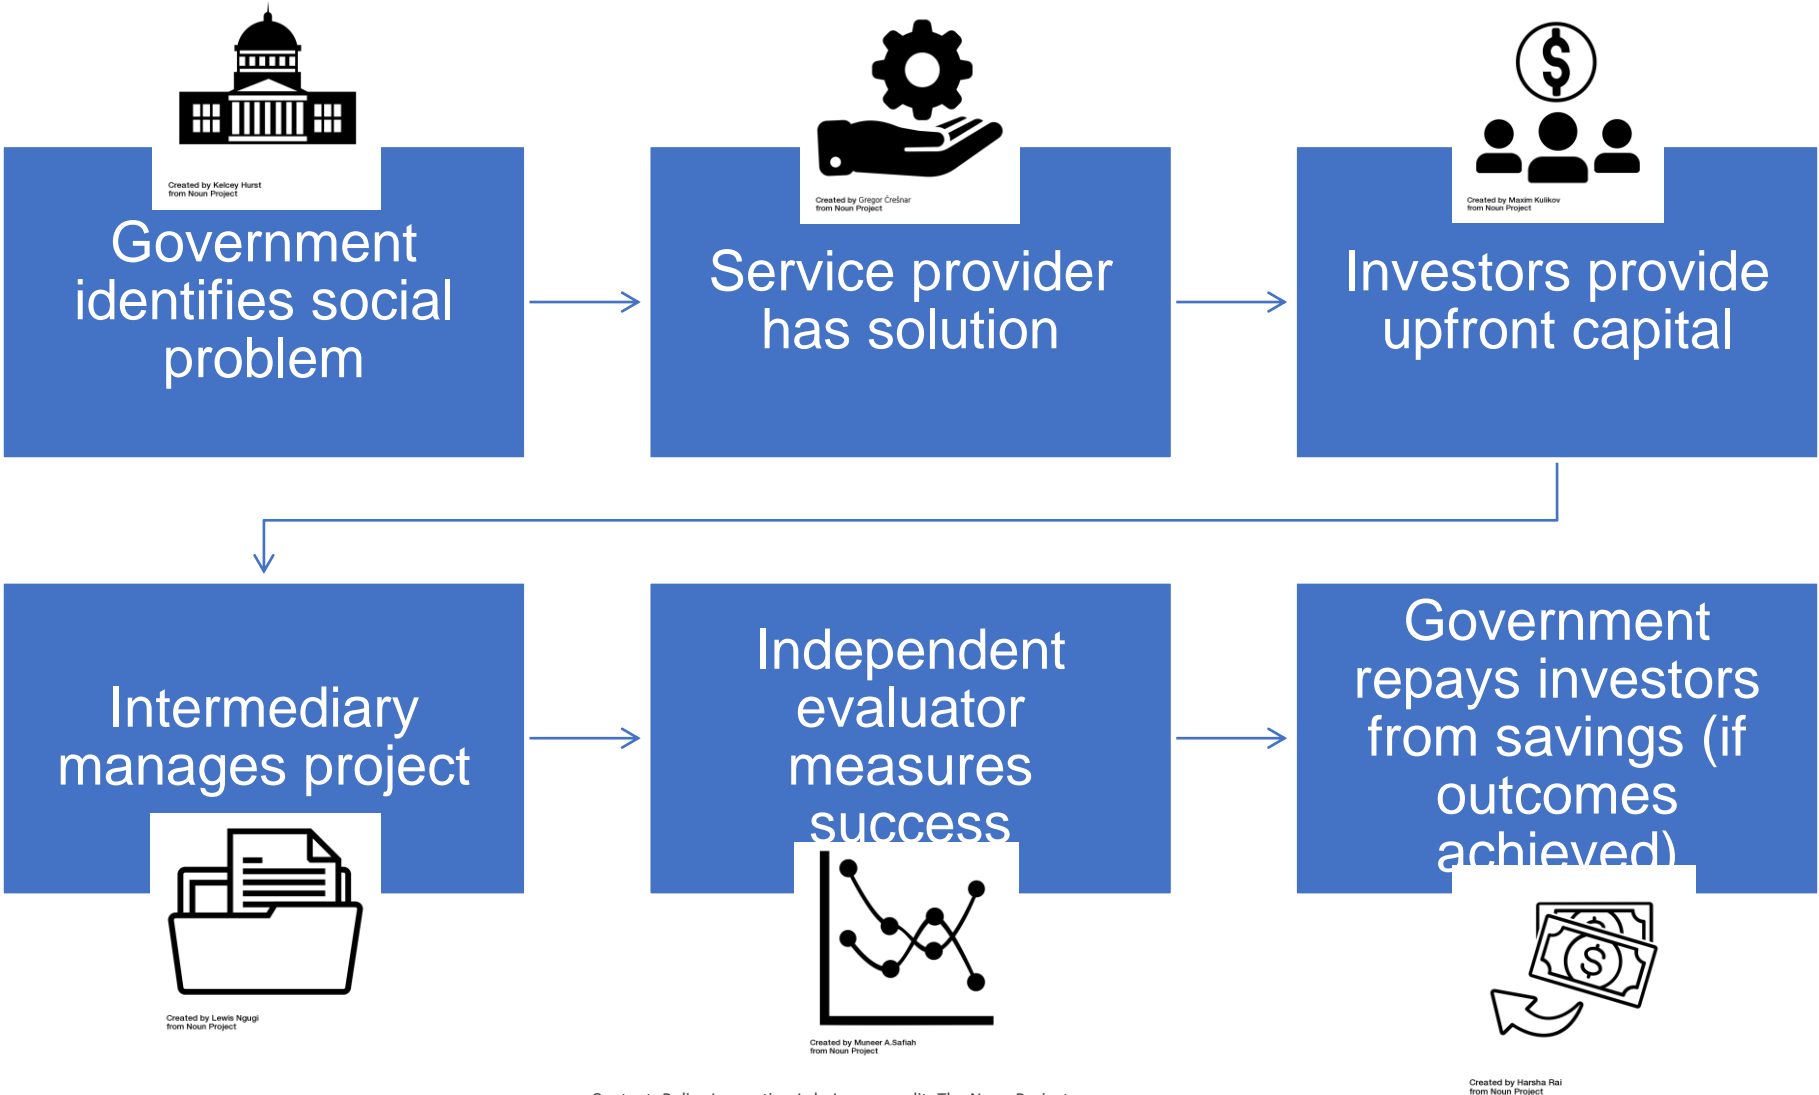 Created by Kelcey Hurst
from Noun Project
Government
identifies social
problem
Created by Gregor Črešnar
from Noun Project
Service provider
has solution
Created by Maxim Kulikov
from Noun Project
Investors provide
upfront capital
Intermediary
manages project
Created by Lewis Ngugi
from Noun Project
Independent
evaluator
measures
success
Created by Muneer A.Safiah
from Noun Project
Government
repays investors
from savings (if
outcomes
achieved)
Created by Harsha Rai
from Noun Project